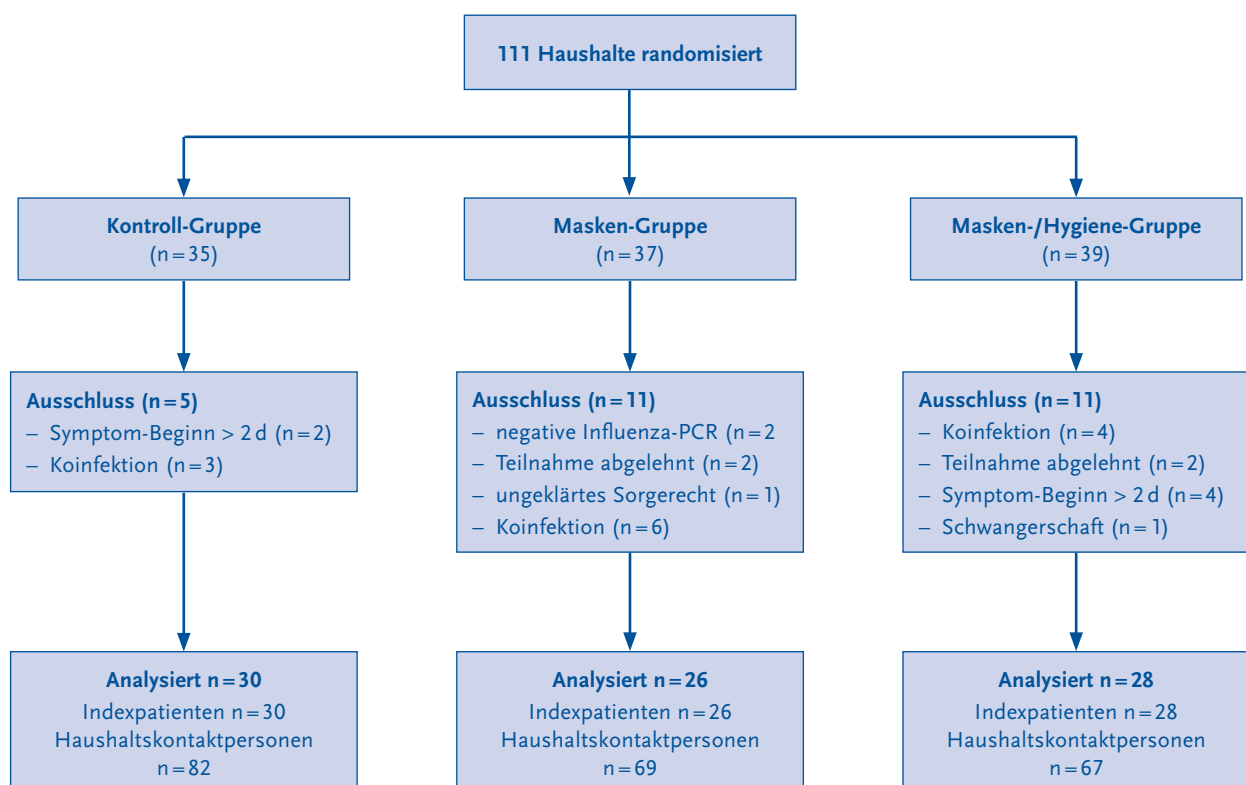 111 Haushalte randomisiert
Kontroll-Gruppe
(n=35)
Masken-Gruppe
(n=37)
Masken-/Hygiene-Gruppe
(n=39)
Ausschluss (n=5)
– Symptom-Beginn > 2 d (n=2)
– Koinfektion (n=3)
Ausschluss (n=11)
– negative Influenza-PCR (n=2
– Teilnahme abgelehnt (n=2)
– ungeklärtes Sorgerecht (n=1)
– Koinfektion (n=6)
Ausschluss (n=11)
– Koinfektion (n=4)
– Teilnahme abgelehnt (n=2)
– Symptom-Beginn > 2 d (n=4)
– Schwangerschaft (n=1)
Analysiert n=30
Indexpatienten n=30
Haushaltskontaktpersonen
n=82
Analysiert n=26
Indexpatienten n=26
Haushaltskontaktpersonen
n=69
Analysiert n=28
Indexpatienten n=28
Haushaltskontaktpersonen
n=67